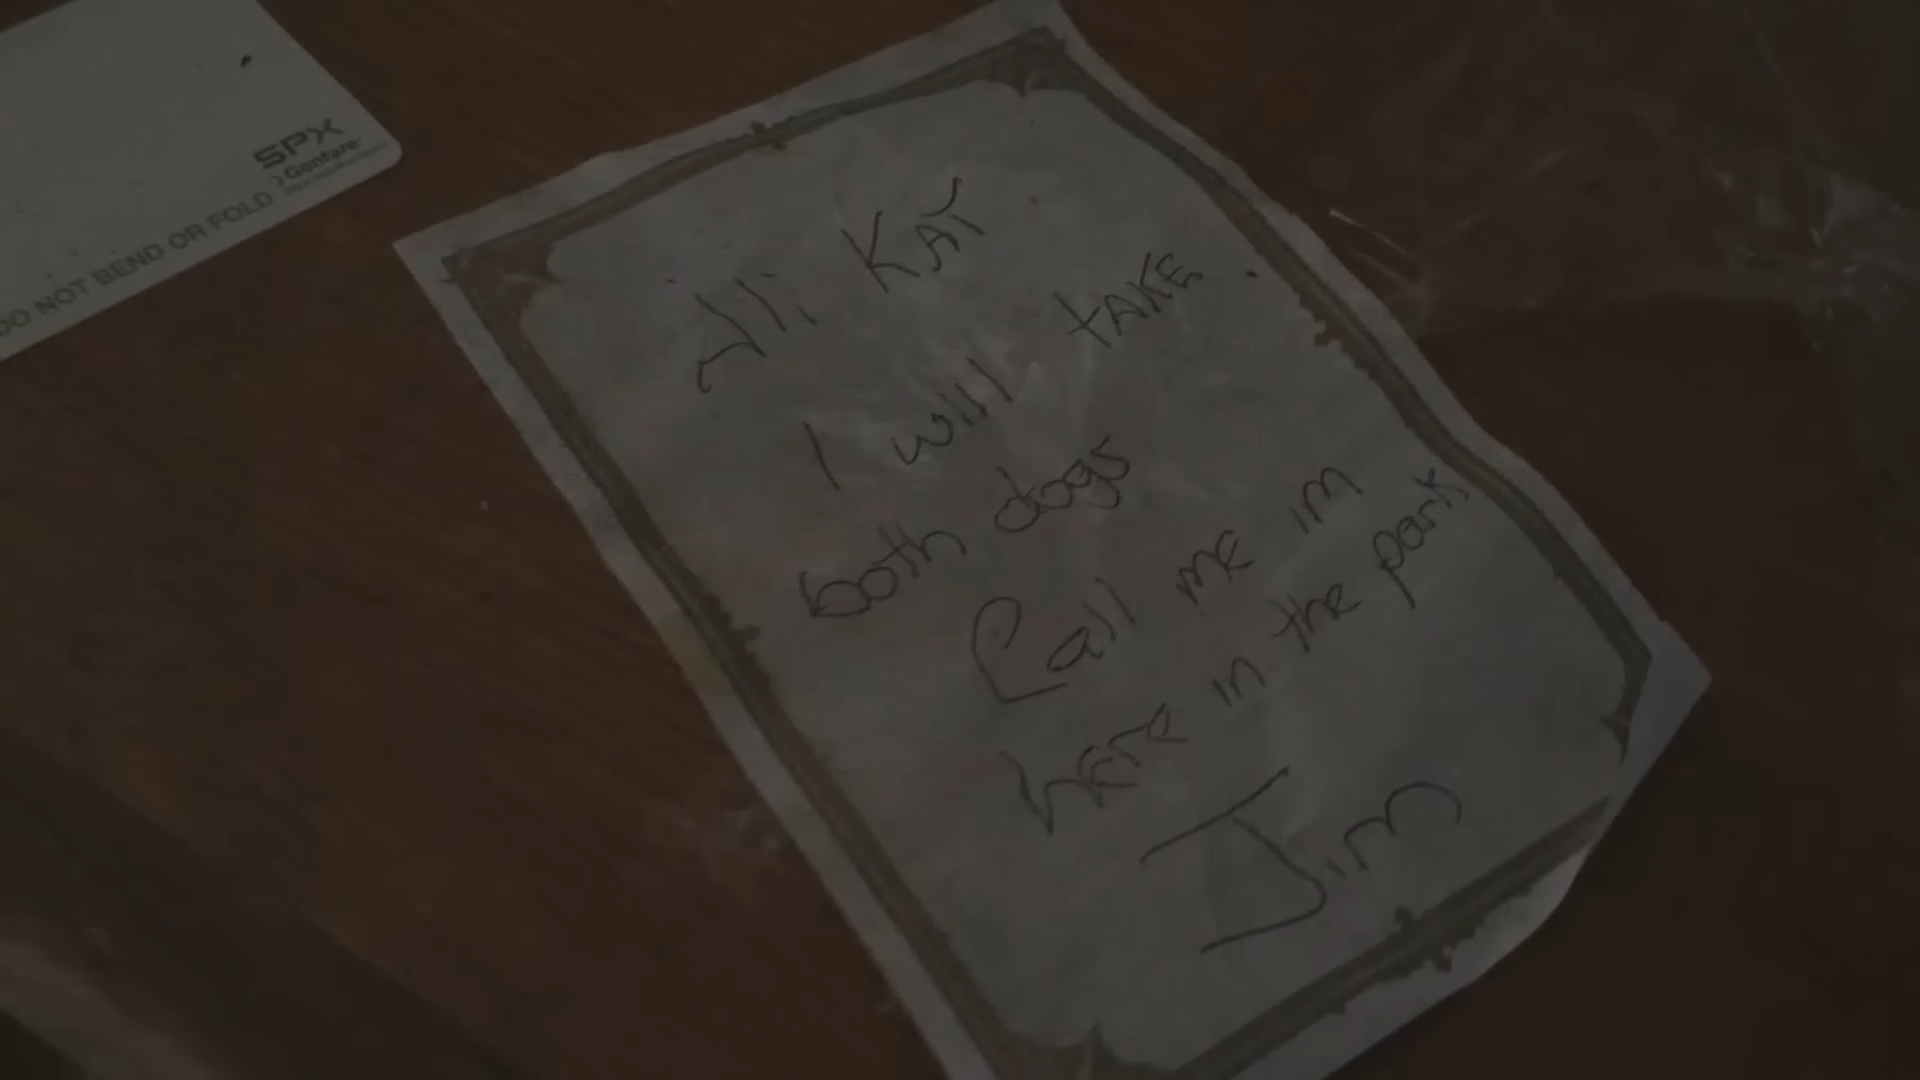 SPX
Genfare
DO NOT BEND OR FOLD
Hi KAT
I will tAKE
both dogs
Call me im
here in the park
Jim